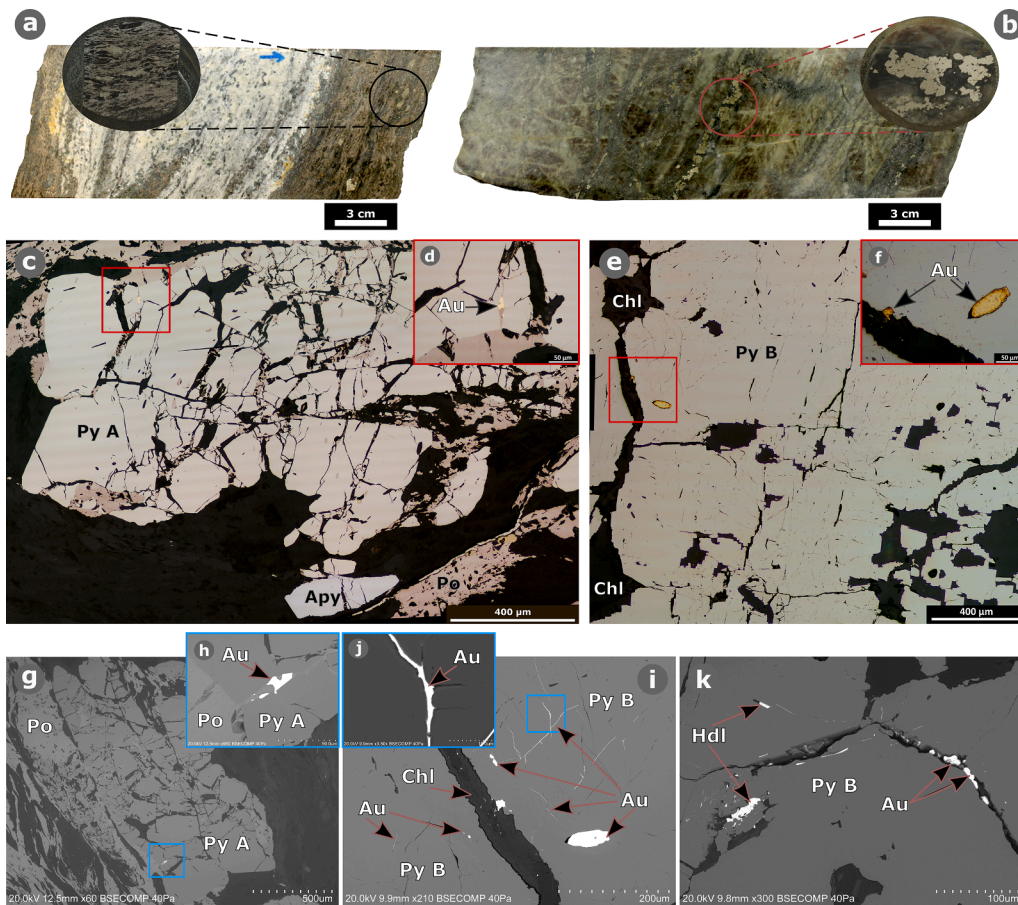 a
b
3 cm
3 cm
c
d
Au
50 µm
Py A
Apy
Po
400 µm
e
f
Au
50 µm
Chl
Py B
Chl
400 µm
g
h
Au
Po
Py A
Po
Py A
20.0kV 12.5mm x60 BSECOMP 40Pa
500um
j
Au
i
Py B
Chl
Au
Au
Py B
20.0kV 9.9mm x210 BSECOMP 40Pa
200um
k
Hdl
Py B
Au
20.0kV 9.8mm x300 BSECOMP 40Pa
100um